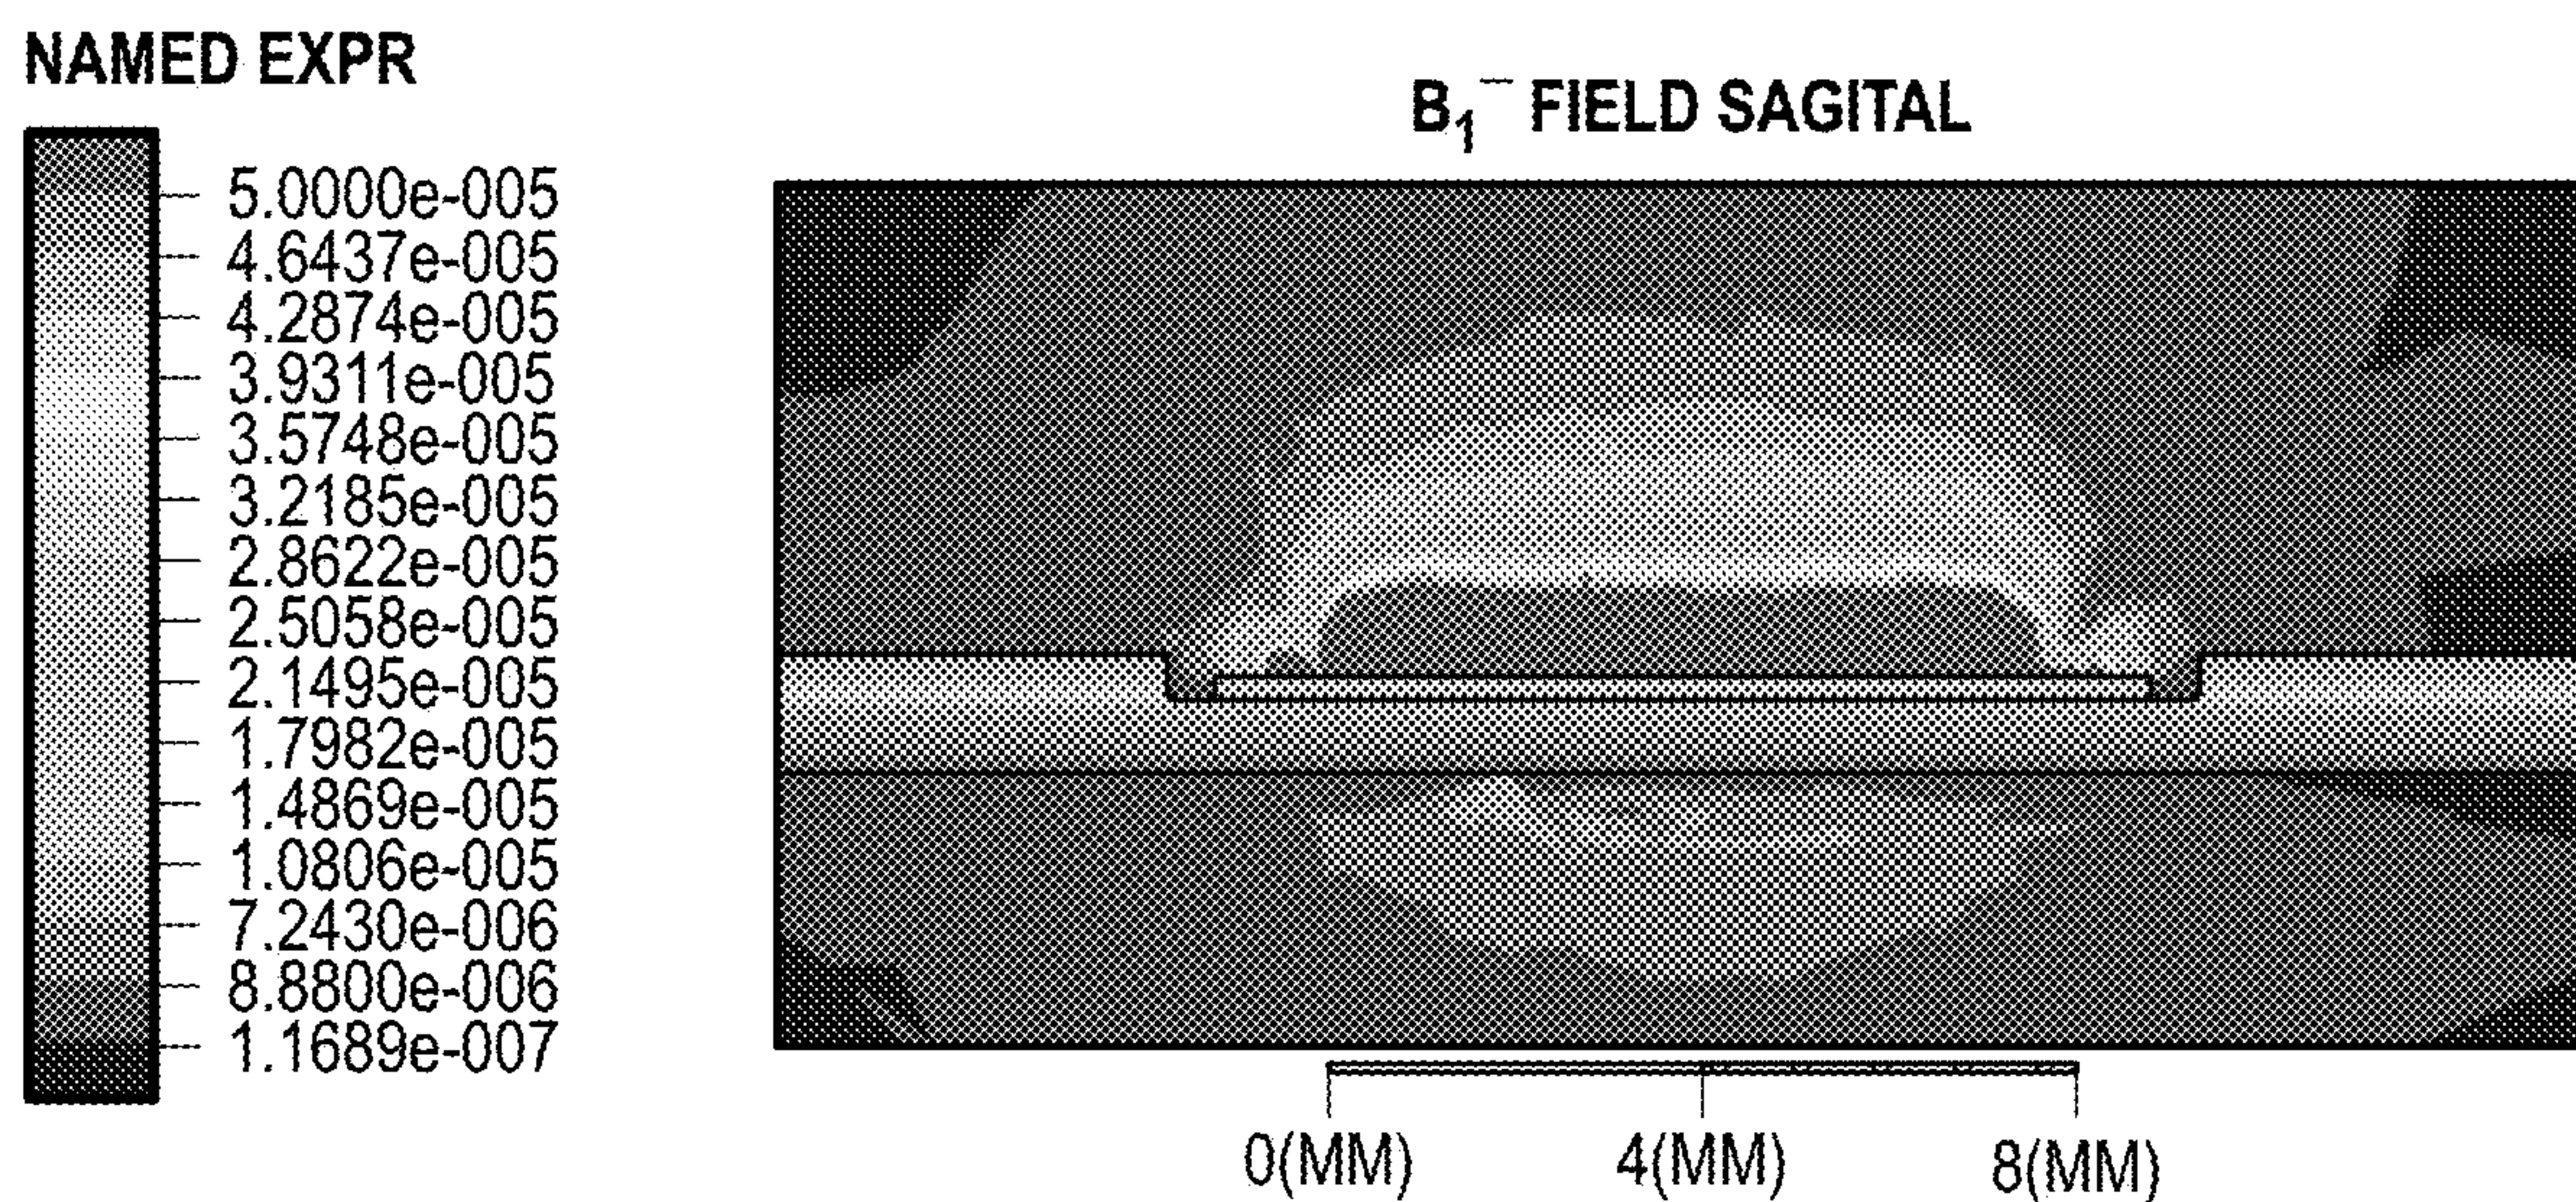 NAMED EXPR
B₁⁻ FIELD SAGITAL
5.0000e-005
4.6437e-005
4.2874e-005
3.9311e-005
3.5748e-005
3.2185e-005
2.8622e-005
2.5058e-005
2.1495e-005
1.7982e-005
1.4869e-005
1.0806e-005
7.2430e-006
8.8800e-006
1.1689e-007
0(MM) 4(MM) 8(MM)